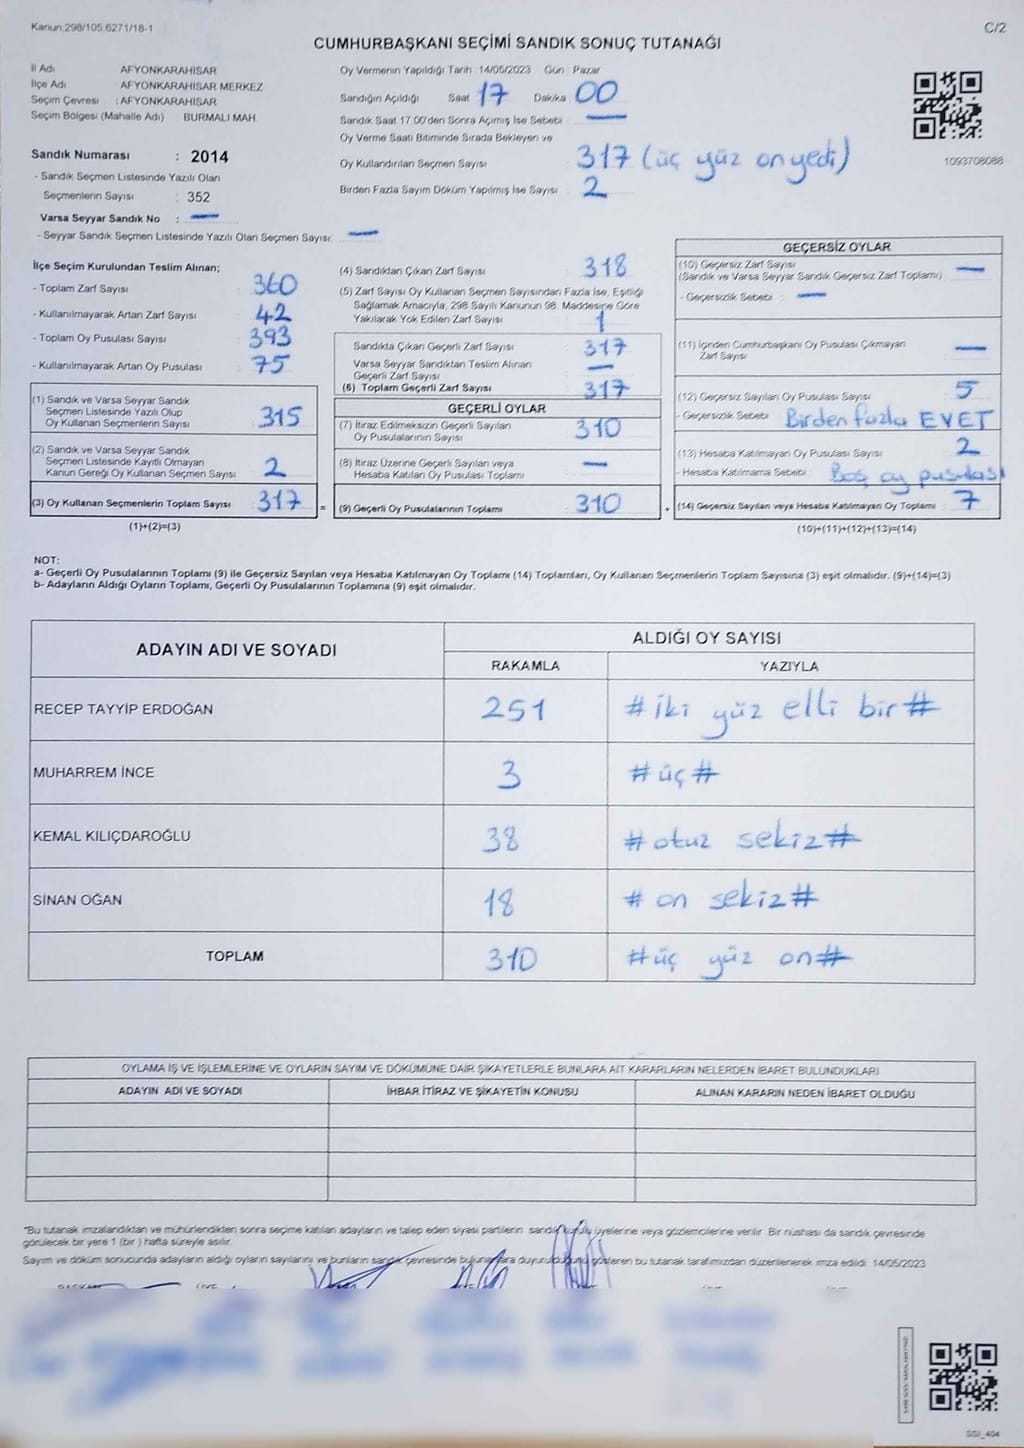 Kanun:298/105,6271/18-1
C/2
CUMHURBAŞKANI SEÇİMİ SANDIK SONUÇ TUTANAĞI
İl Adı AFYONKARAHİSAR
İlçe Adı AFYONKARAHİSAR MERKEZ
Seçim Çevresi : AFYONKARAHİSAR
Seçim Bölgesi (Mahalle Adı) BURMALI MAH.
Sandık Numarası : 2014
- Sandık Seçmen Listesinde Yazılı Olan
Seçmenlerin Sayısı : 352
Varsa Seyyar Sandık No : —
- Seyyar Sandık Seçmen Listesinde Yazılı Olan Seçmen Sayısı: —
Oy Vermenin Yapıldığı Tarih :14/05/2023 Gün : Pazar
Sandığın Açıldığı Saat 17 Dakika 00
Sandık Saat 17.00'den Sonra Açımış İse Sebebi : —
Oy Verme Saati Bitiminde Sırada Bekleyen ve
Oy Kullandırılan Seçmen Sayısı : 317 (üç yüz onyedi)
Birden Fazla Sayım Döküm Yapılmış İse Sayısı : 2
1093708088
İlçe Seçim Kurulundan Teslim Alınan;
- Toplam Zarf Sayısı : 360
- Kullanılmayarak Artan Zarf Sayısı : 42
- Toplam Oy Pusulası Sayısı : 393
- Kullanılmayarak Artan Oy Pusulası : 75
(1) Sandık ve Varsa Seyyar Sandık
Seçmen Listesinde Yazılı Olup
Oy Kullanan Seçmenlerin Sayısı : 315
(2) Sandık ve Varsa Seyyar Sandık
Seçmen Listesinde Kayıtlı Olmayan
Kanun Gereği Oy Kullanan Seçmen Sayısı : 2
(3) Oy Kullanan Seçmenlerin Toplam Sayısı : 317 =
(1)+(2)=(3)
(4) Sandıktan Çıkan Zarf Sayısı : 318
(5) Zarf Sayısı Oy Kullanan Seçmen Sayısından Fazla İse, Eşitliği
Sağlamak Amacıyla; 298 Sayılı Kanunun 98. Maddesine Göre
Yakılarak Yok Edilen Zarf Sayısı : 1
Sandıkta Çıkan Geçerli Zarf Sayısı : 317
Varsa Seyyar Sandıktan Teslim Alınan
Geçerli Zarf Sayısı : —
(6) Toplam Geçerli Zarf Sayısı : 317
GEÇERLİ OYLAR
(7) İtiraz Edilmeksizin Geçerli Sayılan
Oy Pusulalarının Sayısı : 310
(8) İtiraz Üzerine Geçerli Sayılan veya
Hesaba Katılan Oy Pusulası Toplamı : —
(9) Geçerli Oy Pusulalarının Toplamı : 310 +
GEÇERSİZ OYLAR
(10) Geçersiz Zarf Sayısı
(Sandık ve Varsa Seyyar Sandık Geçersiz Zarf Toplamı) : —
- Geçersizlik Sebebi : —
(11) İçinden Cumhurbaşkanı Oy Pusulası Çıkmayan
Zarf Sayısı : —
(12) Geçersiz Sayılan Oy Pusulası Sayısı : 5
- Geçersizlik Sebebi : Birden fazla EVET
(13) Hesaba Katılmayan Oy Pusulası Sayısı : 2
- Hesaba Katılmama Sebebi : Boş oy pusulası
(14) Geçersiz Sayılan veya Hesaba Katılmayan Oy Toplamı : 7
(10)+(11)+(12)+(13)=(14)
NOT:
a- Geçerli Oy Pusulalarının Toplamı (9) ile Geçersiz Sayılan veya Hesaba Katılmayan Oy Toplamı (14) Toplamları, Oy Kullanan Seçmenlerin Toplam Sayısına (3) eşit olmalıdır. (9)+(14)=(3)
b- Adayların Aldığı Oyların Toplamı, Geçerli Oy Pusulalarının Toplamına (9) eşit olmalıdır.
ADAYIN ADI VE SOYADI ALDIĞI OY SAYISI
RAKAMLA YAZIYLA
RECEP TAYYİP ERDOĞAN 251 #iki yüz elli bir#
MUHARREM İNCE 3 #üç#
KEMAL KILIÇDAROĞLU 38 #otuz sekiz#
SİNAN OĞAN 18 #on sekiz#
TOPLAM 310 #üç yüz on#
OYLAMA İŞ VE İŞLEMLERİNE VE OYLARIN SAYIM VE DÖKÜMÜNE DAİR ŞİKAYETLERLE BUNLARA AİT KARARLARIN NELERDEN İBARET BULUNDUKLARI
ADAYIN ADI VE SOYADI İHBAR İTİRAZ VE ŞİKAYETİN KONUSU ALINAN KARARIN NEDEN İBARET OLDUĞU
"Bu tutanak imzalandıktan ve mühürlendikten sonra seçime katılan adayların ve talep eden siyasi partilerin sandık kurulu üyelerine veya gözlemcilerine verilir. Bir nüshası da sandık çevresinde
görülecek bir yere 1 (bir) hafta süreyle asılır.
Sayım ve döküm sonucunda adayların aldığı oyların sayılarını ve bunların sandık çevresinde bulunanlara duyurulduğunu gösteren bu tutanak tarafımızdan düzenlenerek imza edildi. 14/05/2023
SSI_404